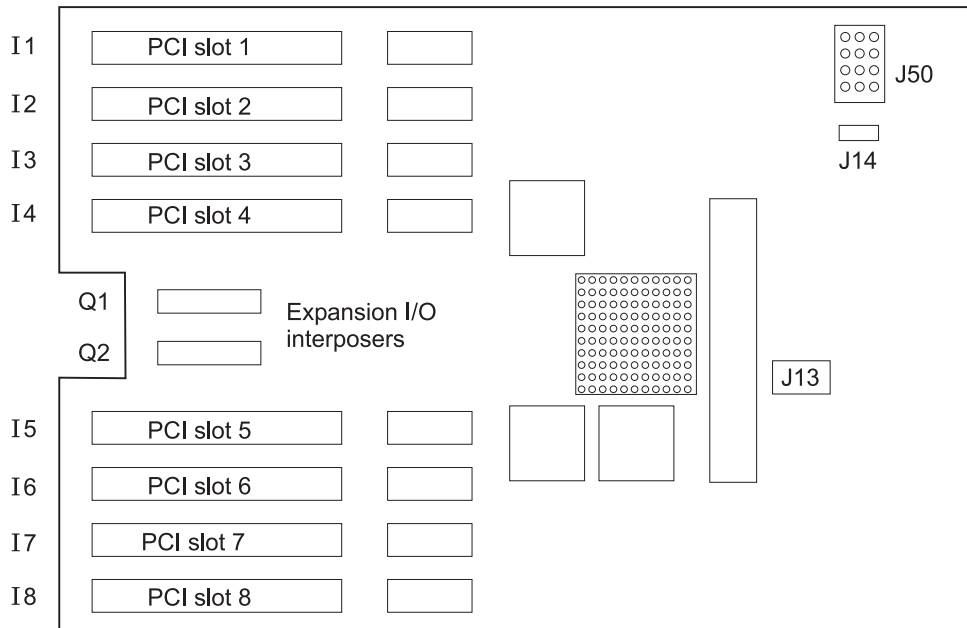 I1 PCI slot 1
J50
I2 PCI slot 2
I3 PCI slot 3
J14
I4 PCI slot 4
Q1
Expansion I/O
interposers
Q2
J13
I5 PCI slot 5
I6 PCI slot 6
I7 PCI slot 7
I8 PCI slot 8